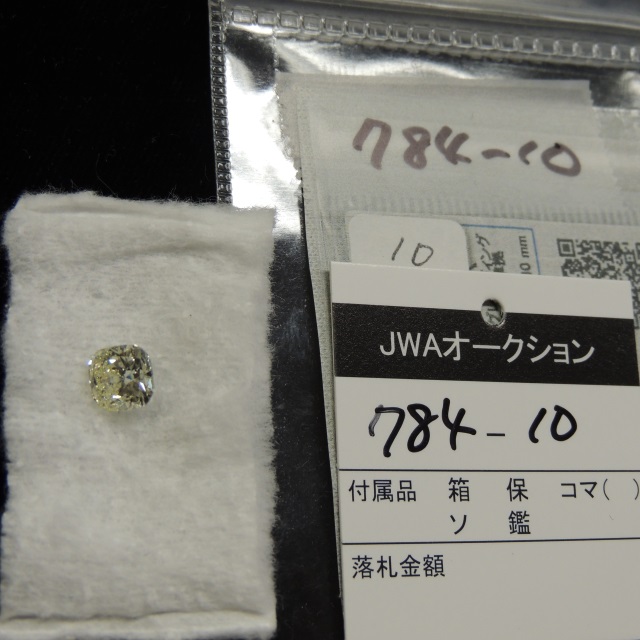 784-10
10
JWAオークション
784-10
付属品 箱 保 コマ( )
ソ 鑑
落札金額